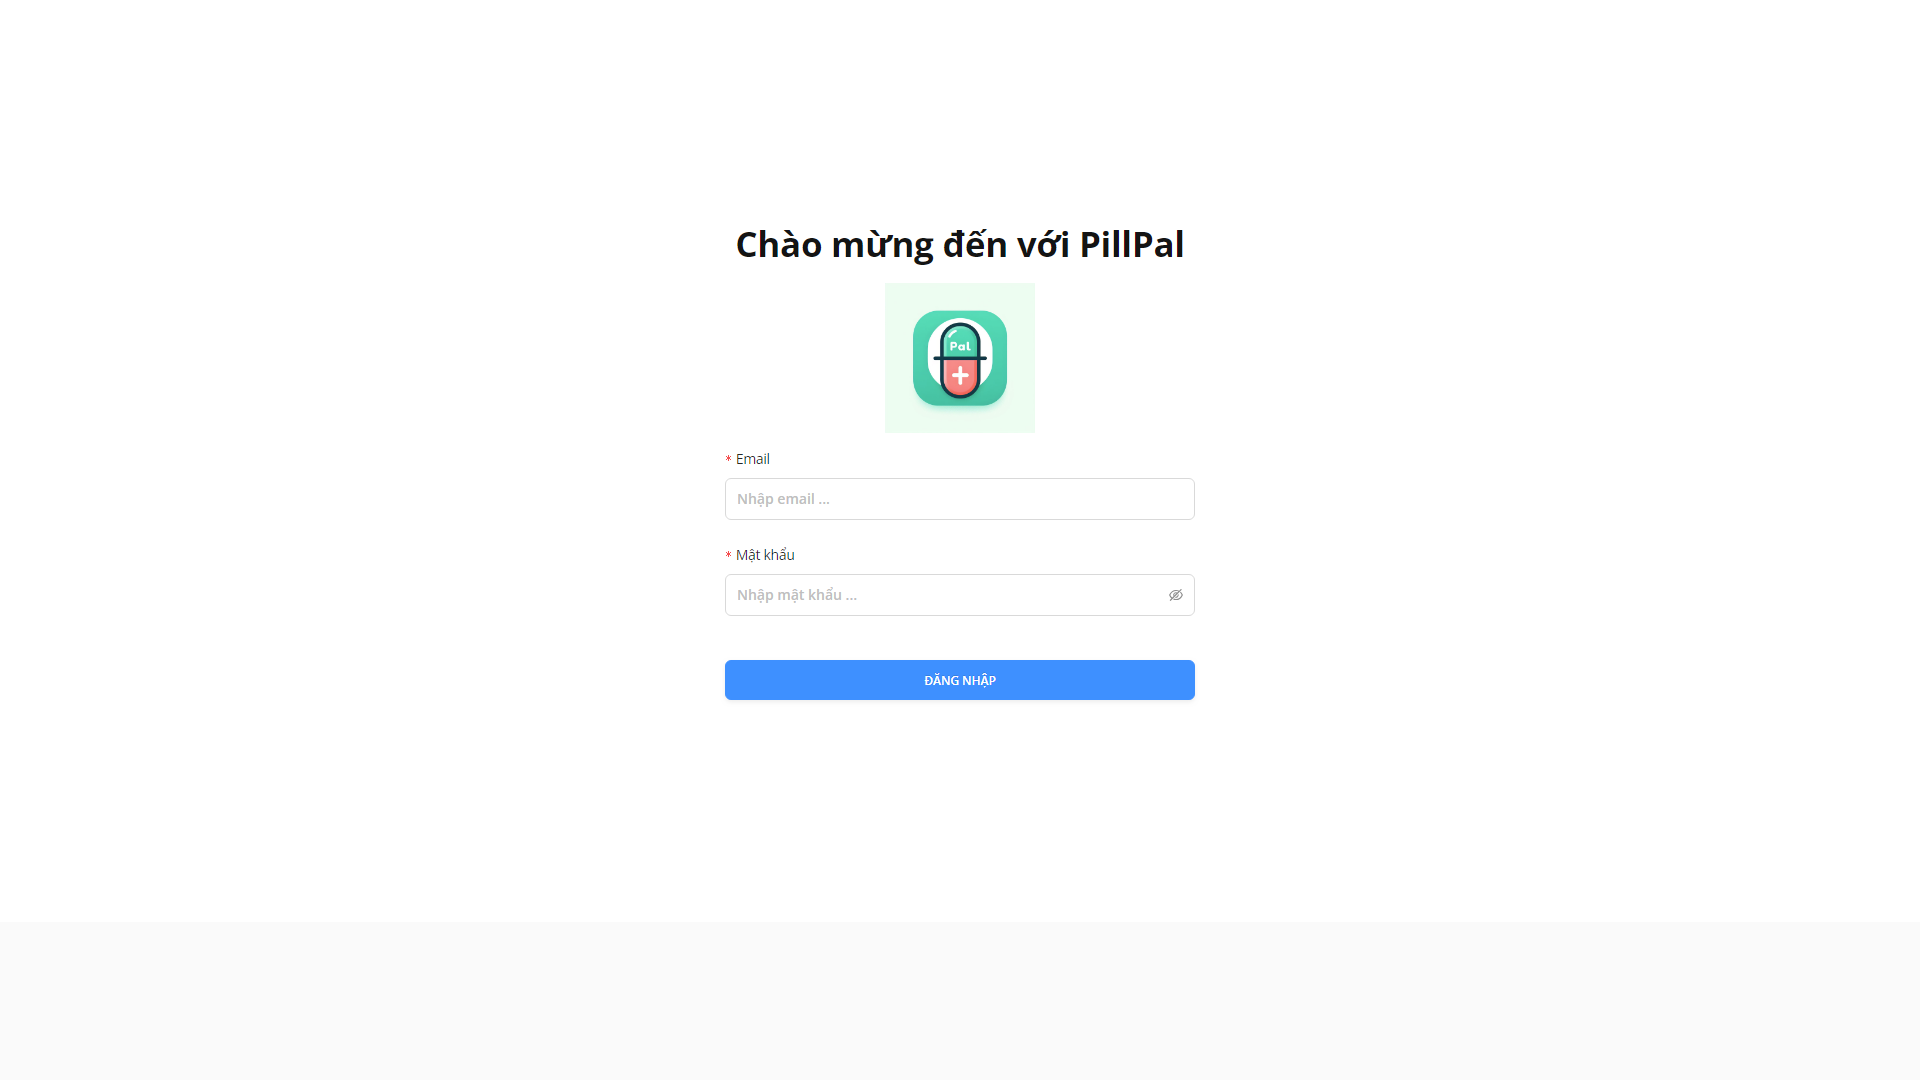 Chào mừng đến với PillPal
Pal
* Email
Nhập email ...
* Mật khẩu
Nhập mật khẩu ...
ĐĂNG NHẬP